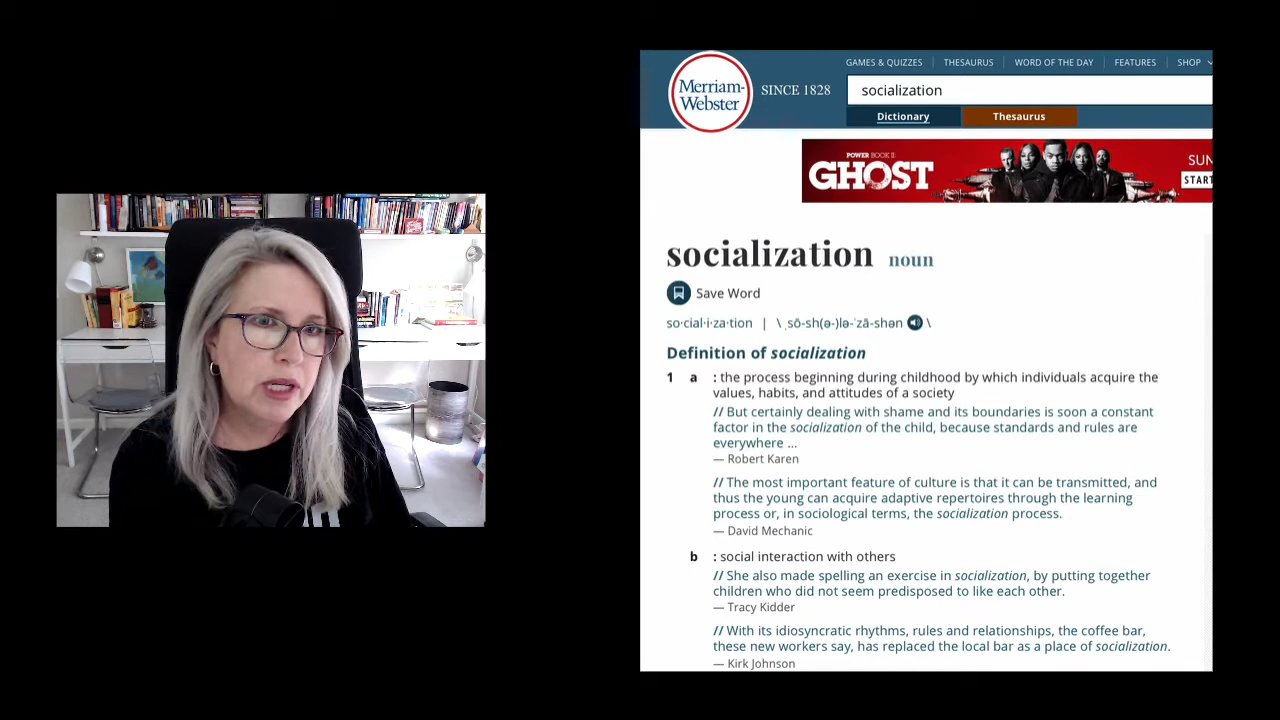 GAMES & QUIZZES THESAURUS WORD OF THE DAY FEATURES SHOP
Merriam-
Webster
SINCE 1828
socialization
Dictionary Thesaurus
POWER BOOK II:
GHOST
SUN
START
socialization noun
Save Word
so·cial·i·za·tion | \ ˌsō-sh(ə-)lə-ˈzā-shən \
Definition of socialization
1 a : the process beginning during childhood by which individuals acquire the
values, habits, and attitudes of a society
// But certainly dealing with shame and its boundaries is soon a constant
factor in the socialization of the child, because standards and rules are
everywhere ...
— Robert Karen
// The most important feature of culture is that it can be transmitted, and
thus the young can acquire adaptive repertoires through the learning
process or, in sociological terms, the socialization process.
— David Mechanic
b : social interaction with others
// She also made spelling an exercise in socialization, by putting together
children who did not seem predisposed to like each other.
— Tracy Kidder
// With its idiosyncratic rhythms, rules and relationships, the coffee bar,
these new workers say, has replaced the local bar as a place of socialization.
— Kirk Johnson